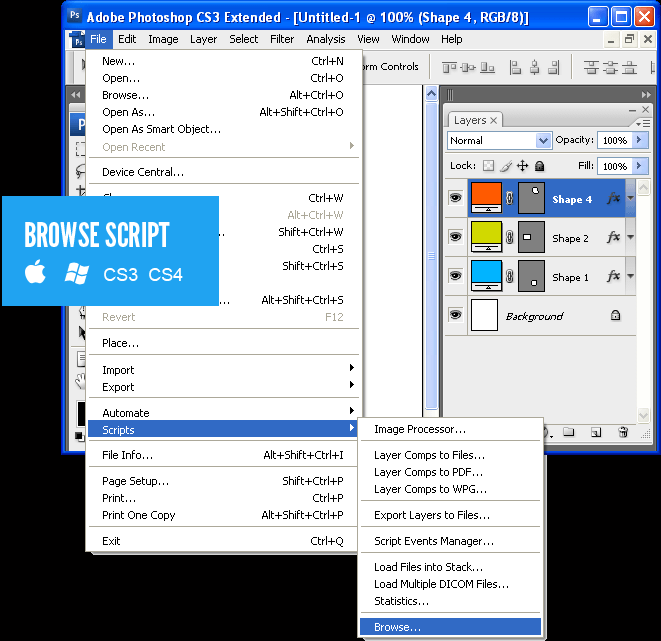 Adobe Photoshop CS3 Extended - [Untitled-1 @ 100% (Shape 4, RGB/8)]
File Edit Image Layer Select Filter Analysis View Window Help
New... Ctrl+N
Open... Ctrl+O
Browse... Alt+Ctrl+O
Open As... Alt+Shift+Ctrl+O
Open As Smart Object...
Open Recent
Device Central...
Ctrl+W
Alt+Ctrl+W
Shift+Ctrl+W
Ctrl+S
Shift+Ctrl+S
Alt+Shift+Ctrl+S
Revert F12
Place...
Import
Export
Automate
Scripts
File Info... Alt+Shift+Ctrl+I
Page Setup... Shift+Ctrl+P
Print... Ctrl+P
Print One Copy Alt+Shift+Ctrl+P
Exit Ctrl+Q
BROWSE SCRIPT
CS3 CS4
Image Processor...
Layer Comps to Files...
Layer Comps to PDF...
Layer Comps to WPG...
Export Layers to Files...
Script Events Manager...
Load Files into Stack...
Load Multiple DICOM Files...
Statistics...
Browse...
rm Controls
Layers
Normal Opacity: 100%
Lock: Fill: 100%
Shape 4 fx
Shape 2 fx
Shape 1 fx
Background